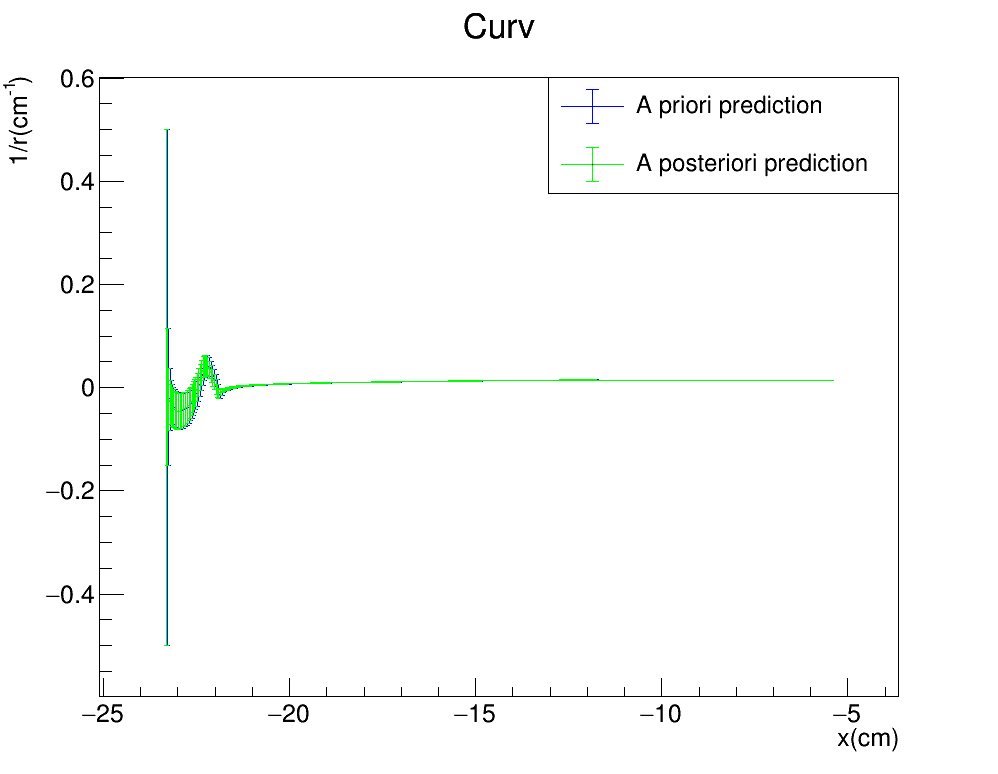 Curv
1/r(cm⁻¹)
0.6
0.4
0.2
0
−0.2
−0.4
A priori prediction
A posteriori prediction
−25 −20 −15 −10 −5
x(cm)